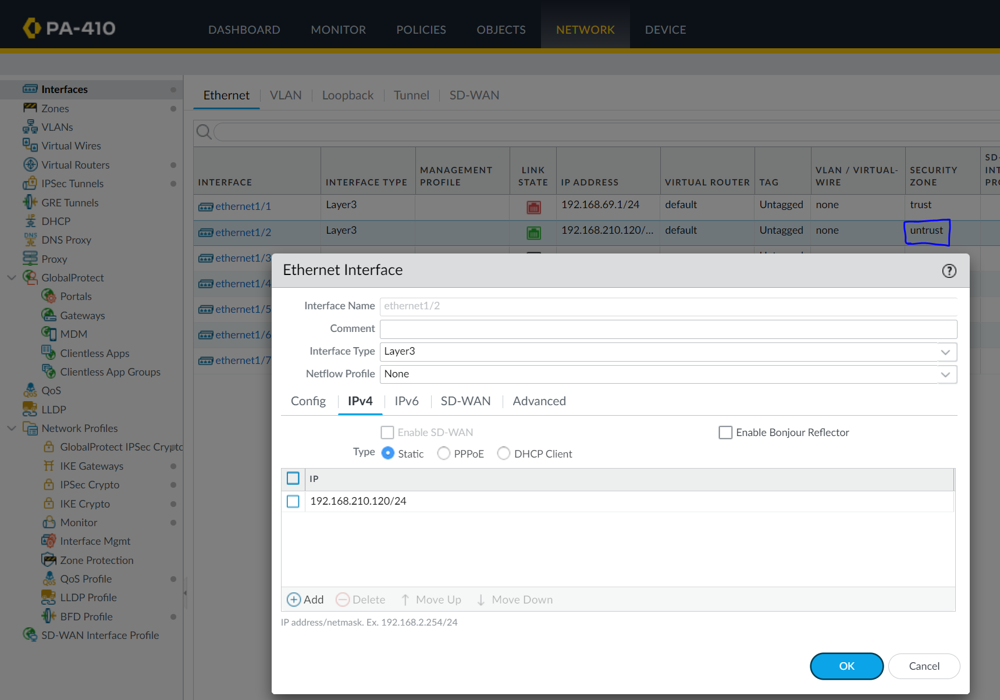 PA-410
DASHBOARD MONITOR POLICIES OBJECTS NETWORK DEVICE
Interfaces
Zones
VLANs
Virtual Wires
Virtual Routers
IPSec Tunnels
GRE Tunnels
DHCP
DNS Proxy
Proxy
GlobalProtect
Portals
Gateways
MDM
Clientless Apps
Clientless App Groups
QoS
LLDP
Network Profiles
GlobalProtect IPSec Crypto
IKE Gateways
IPSec Crypto
IKE Crypto
Monitor
Interface Mgmt
Zone Protection
QoS Profile
LLDP Profile
BFD Profile
SD-WAN Interface Profile
Ethernet VLAN Loopback Tunnel SD-WAN
INTERFACE
INTERFACE TYPE
MANAGEMENT
PROFILE
LINK
STATE
IP ADDRESS
VIRTUAL ROUTER
TAG
VLAN / VIRTUAL-
WIRE
SECURITY
ZONE
SD-
INT
PRO
ethernet1/1 Layer3 192.168.69.1/24 default Untagged none trust
ethernet1/2 Layer3 192.168.210.120/... default Untagged none untrust
ethernet1/3
ethernet1/4
ethernet1/5
ethernet1/6
ethernet1/7
Ethernet Interface
?
Interface Name ethernet1/2
Comment
Interface Type Layer3
Netflow Profile None
Config IPv4 IPv6 SD-WAN Advanced
Enable SD-WAN Enable Bonjour Reflector
Type Static PPPoE DHCP Client
IP
192.168.210.120/24
Add Delete Move Up Move Down
IP address/netmask. Ex. 192.168.2.254/24
OK Cancel